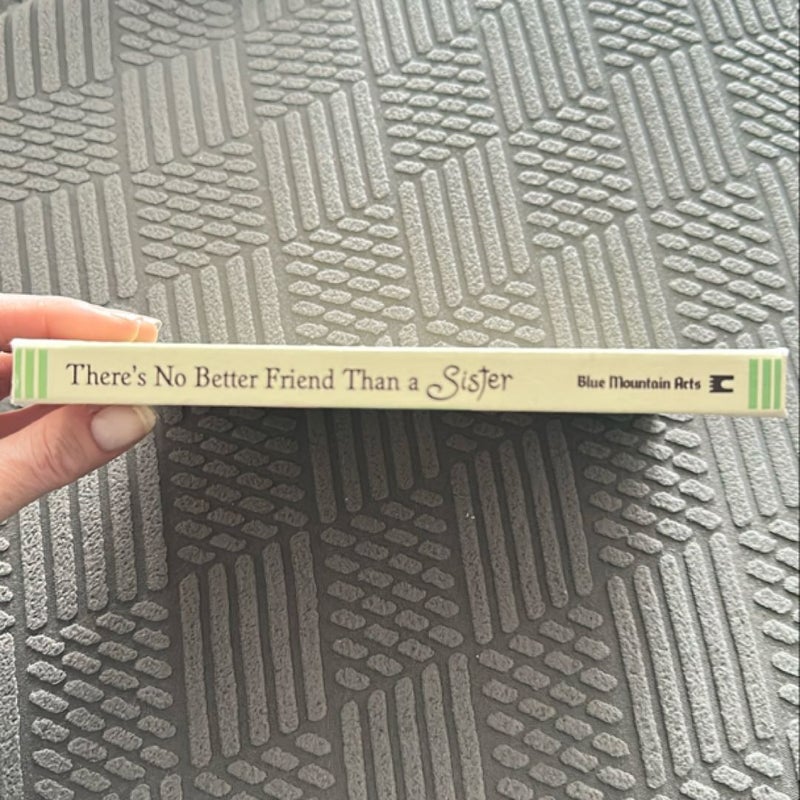 There's No Better Friend Than a Sister Blue Mountain Arts